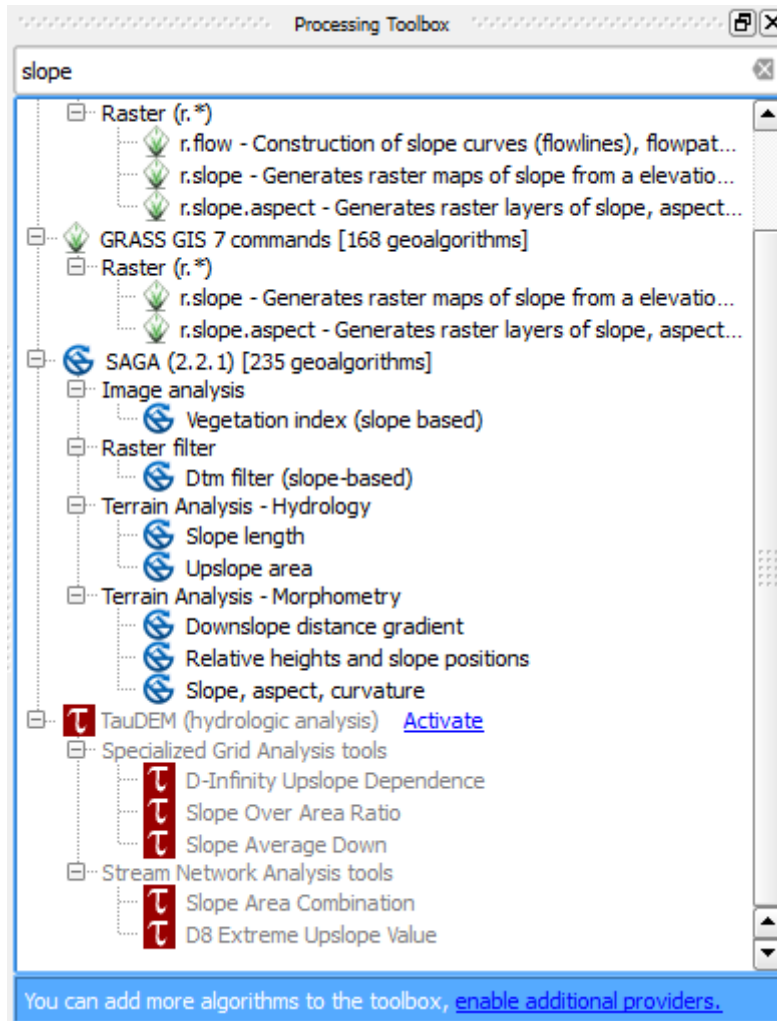 Processing Toolbox
slope
Raster (r.*)
r.flow - Construction of slope curves (flowlines), flowpat...
r.slope - Generates raster maps of slope from a elevatio...
r.slope.aspect - Generates raster layers of slope, aspect...
GRASS GIS 7 commands [168 geoalgorithms]
Raster (r.*)
r.slope - Generates raster maps of slope from a elevatio...
r.slope.aspect - Generates raster layers of slope, aspect...
SAGA (2.2.1) [235 geoalgorithms]
Image analysis
Vegetation index (slope based)
Raster filter
Dtm filter (slope-based)
Terrain Analysis - Hydrology
Slope length
Upslope area
Terrain Analysis - Morphometry
Downslope distance gradient
Relative heights and slope positions
Slope, aspect, curvature
TauDEM (hydrologic analysis) Activate
Specialized Grid Analysis tools
D-Infinity Upslope Dependence
Slope Over Area Ratio
Slope Average Down
Stream Network Analysis tools
Slope Area Combination
D8 Extreme Upslope Value
You can add more algorithms to the toolbox, enable additional providers.